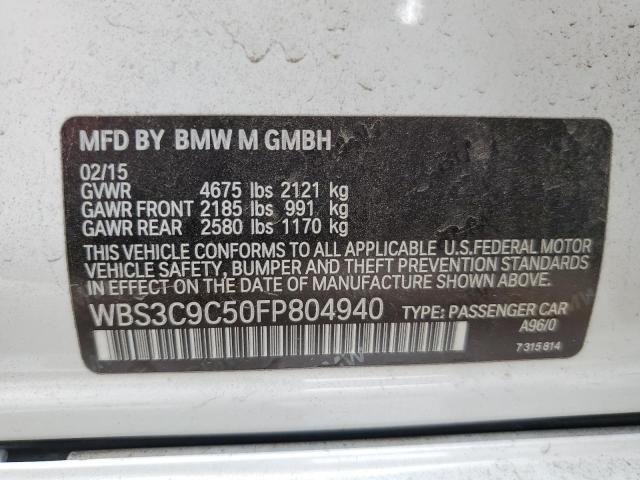 MFD BY BMW M GMBH
02/15
GVWR 4675 lbs 2121 kg
GAWR FRONT 2185 lbs 991 kg
GAWR REAR 2580 lbs 1170 kg
THIS VEHICLE CONFORMS TO ALL APPLICABLE U.S.FEDERAL MOTOR
VEHICLE SAFETY, BUMPER AND THEFT PREVENTION STANDARDS
IN EFFECT ON THE DATE OF MANUFACTURE SHOWN ABOVE.
WBS3C9C50FP804940 TYPE: PASSENGER CAR
A96/0
7315814